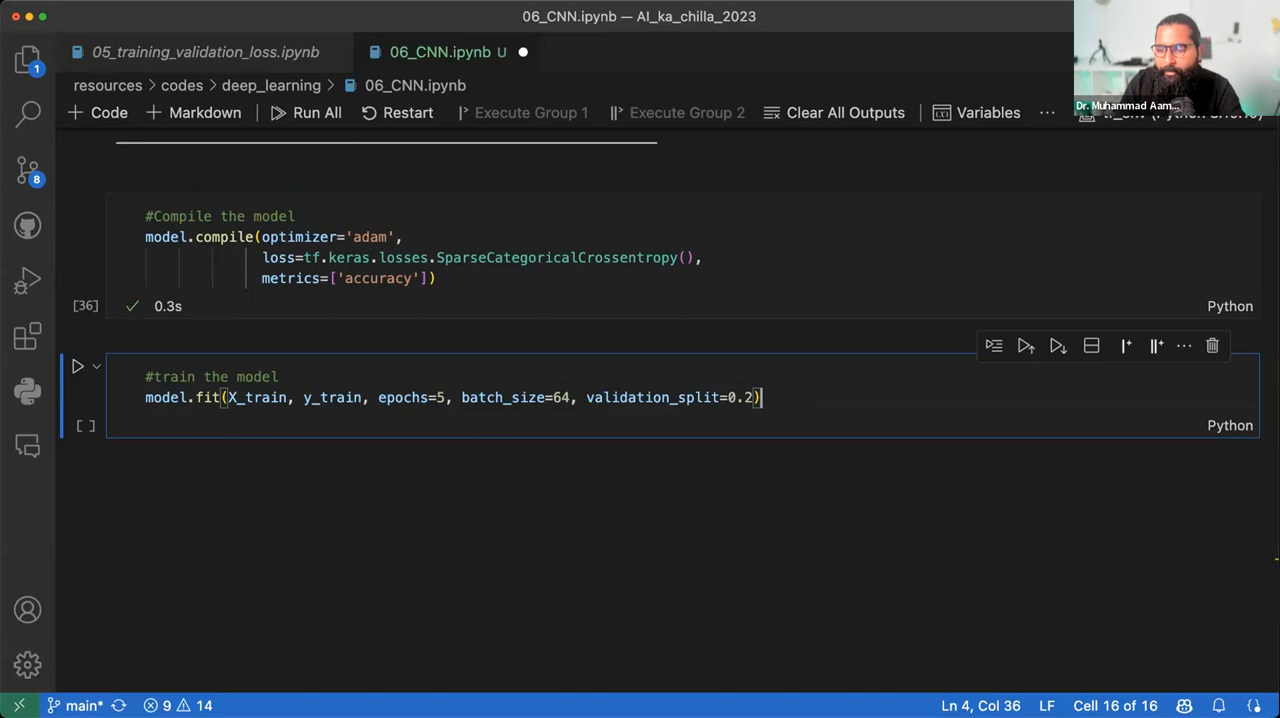 06_CNN.ipynb — AI_ka_chilla_2023
05_training_validation_loss.ipynb
06_CNN.ipynb U
resources > codes > deep_learning > 06_CNN.ipynb
Code Markdown Run All Restart Execute Group 1 Execute Group 2 Clear All Outputs Variables ...
Dr. Muhammad Aam...
1
8
#Compile the model
model.compile(optimizer='adam',
loss=tf.keras.losses.SparseCategoricalCrossentropy(),
metrics=['accuracy'])
[36] 0.3s Python
#train the model
model.fit(X_train, y_train, epochs=5, batch_size=64, validation_split=0.2)
[ ] Python
main* 9 14 Ln 4, Col 36 LF Cell 16 of 16